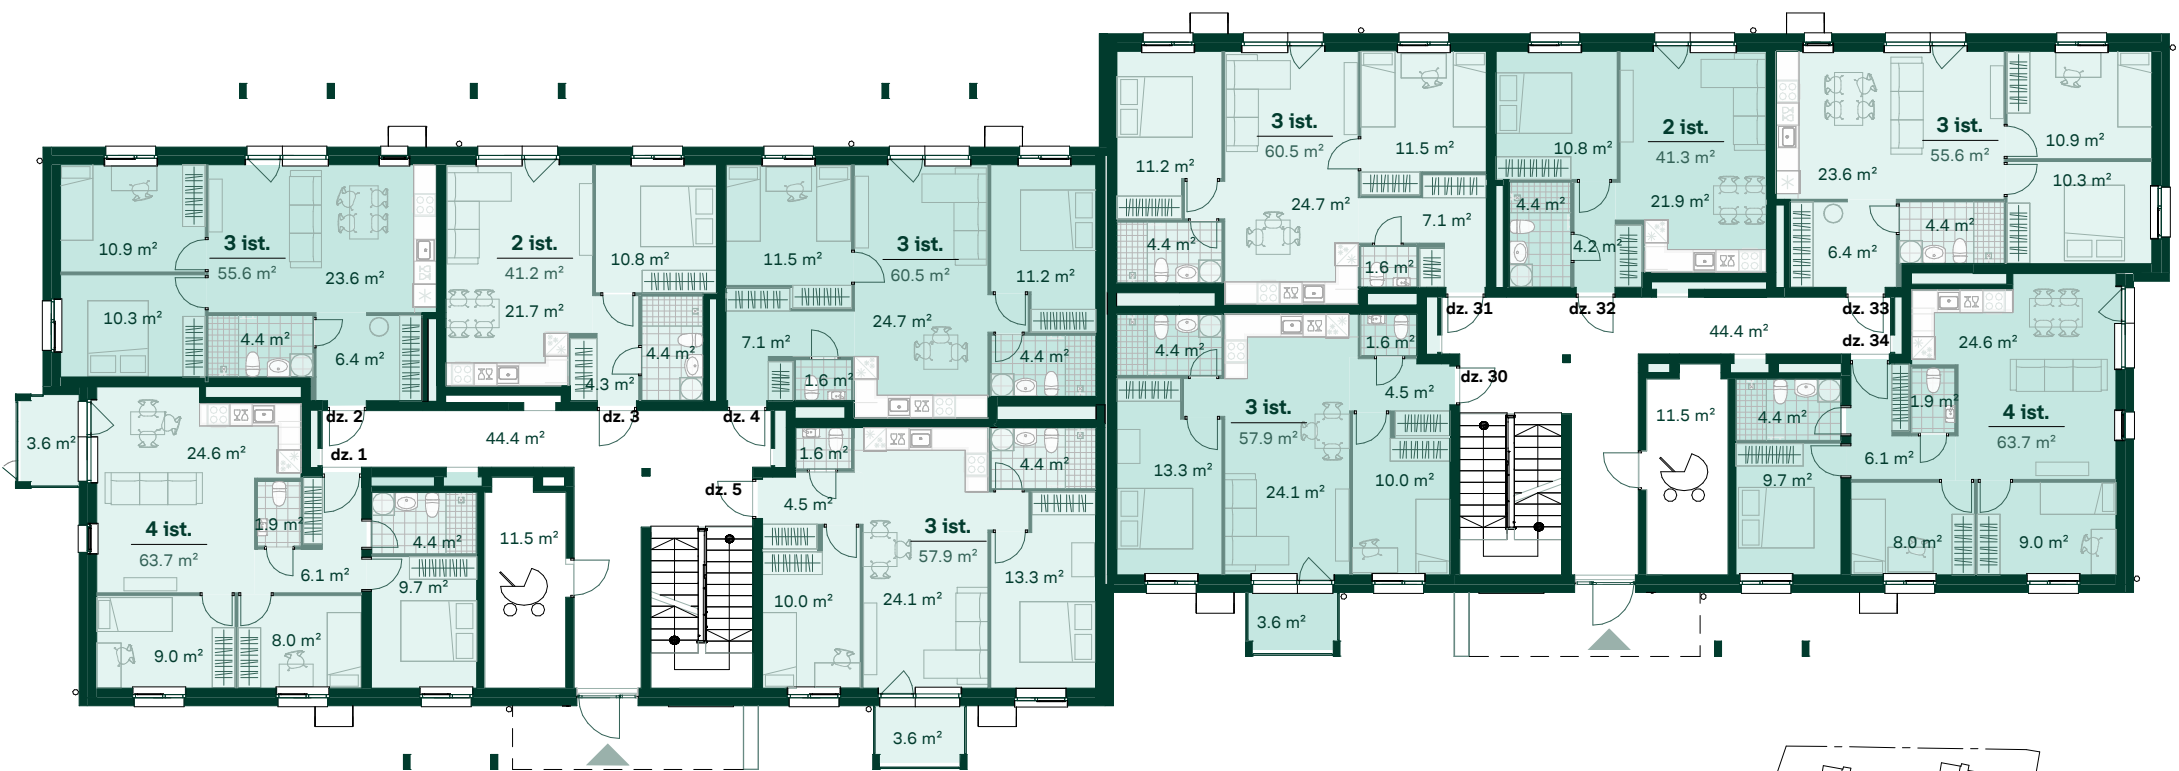 10.9 m²
3 ist.
55.6 m²
23.6 m²
10.3 m²
4.4 m²
6.4 m²
dz. 2
2 ist.
41.2 m²
21.7 m²
10.8 m²
4.4 m²
4.3 m²
dz. 3
11.5 m²
3 ist.
60.5 m²
11.2 m²
24.7 m²
7.1 m²
1.6 m²
4.4 m²
dz. 4
44.4 m²
3.6 m²
24.6 m²
dz. 1
1.9 m²
4 ist.
63.7 m²
4.4 m²
6.1 m²
9.7 m²
9.0 m²
8.0 m²
11.5 m²
dz. 5
1.6 m²
4.4 m²
4.5 m²
3 ist.
57.9 m²
13.3 m²
10.0 m²
24.1 m²
3.6 m²
11.2 m²
3 ist.
60.5 m²
11.5 m²
24.7 m²
7.1 m²
4.4 m²
1.6 m²
dz. 31
10.8 m²
2 ist.
41.3 m²
21.9 m²
4.4 m²
4.2 m²
dz. 32
3 ist.
55.6 m²
23.6 m²
10.9 m²
10.3 m²
4.4 m²
6.4 m²
dz. 33
44.4 m²
dz. 34
4.4 m²
1.6 m²
dz. 30
4.5 m²
3 ist.
57.9 m²
13.3 m²
24.1 m²
10.0 m²
3.6 m²
11.5 m²
24.6 m²
1.9 m²
4 ist.
63.7 m²
4.4 m²
6.1 m²
9.7 m²
8.0 m²
9.0 m²